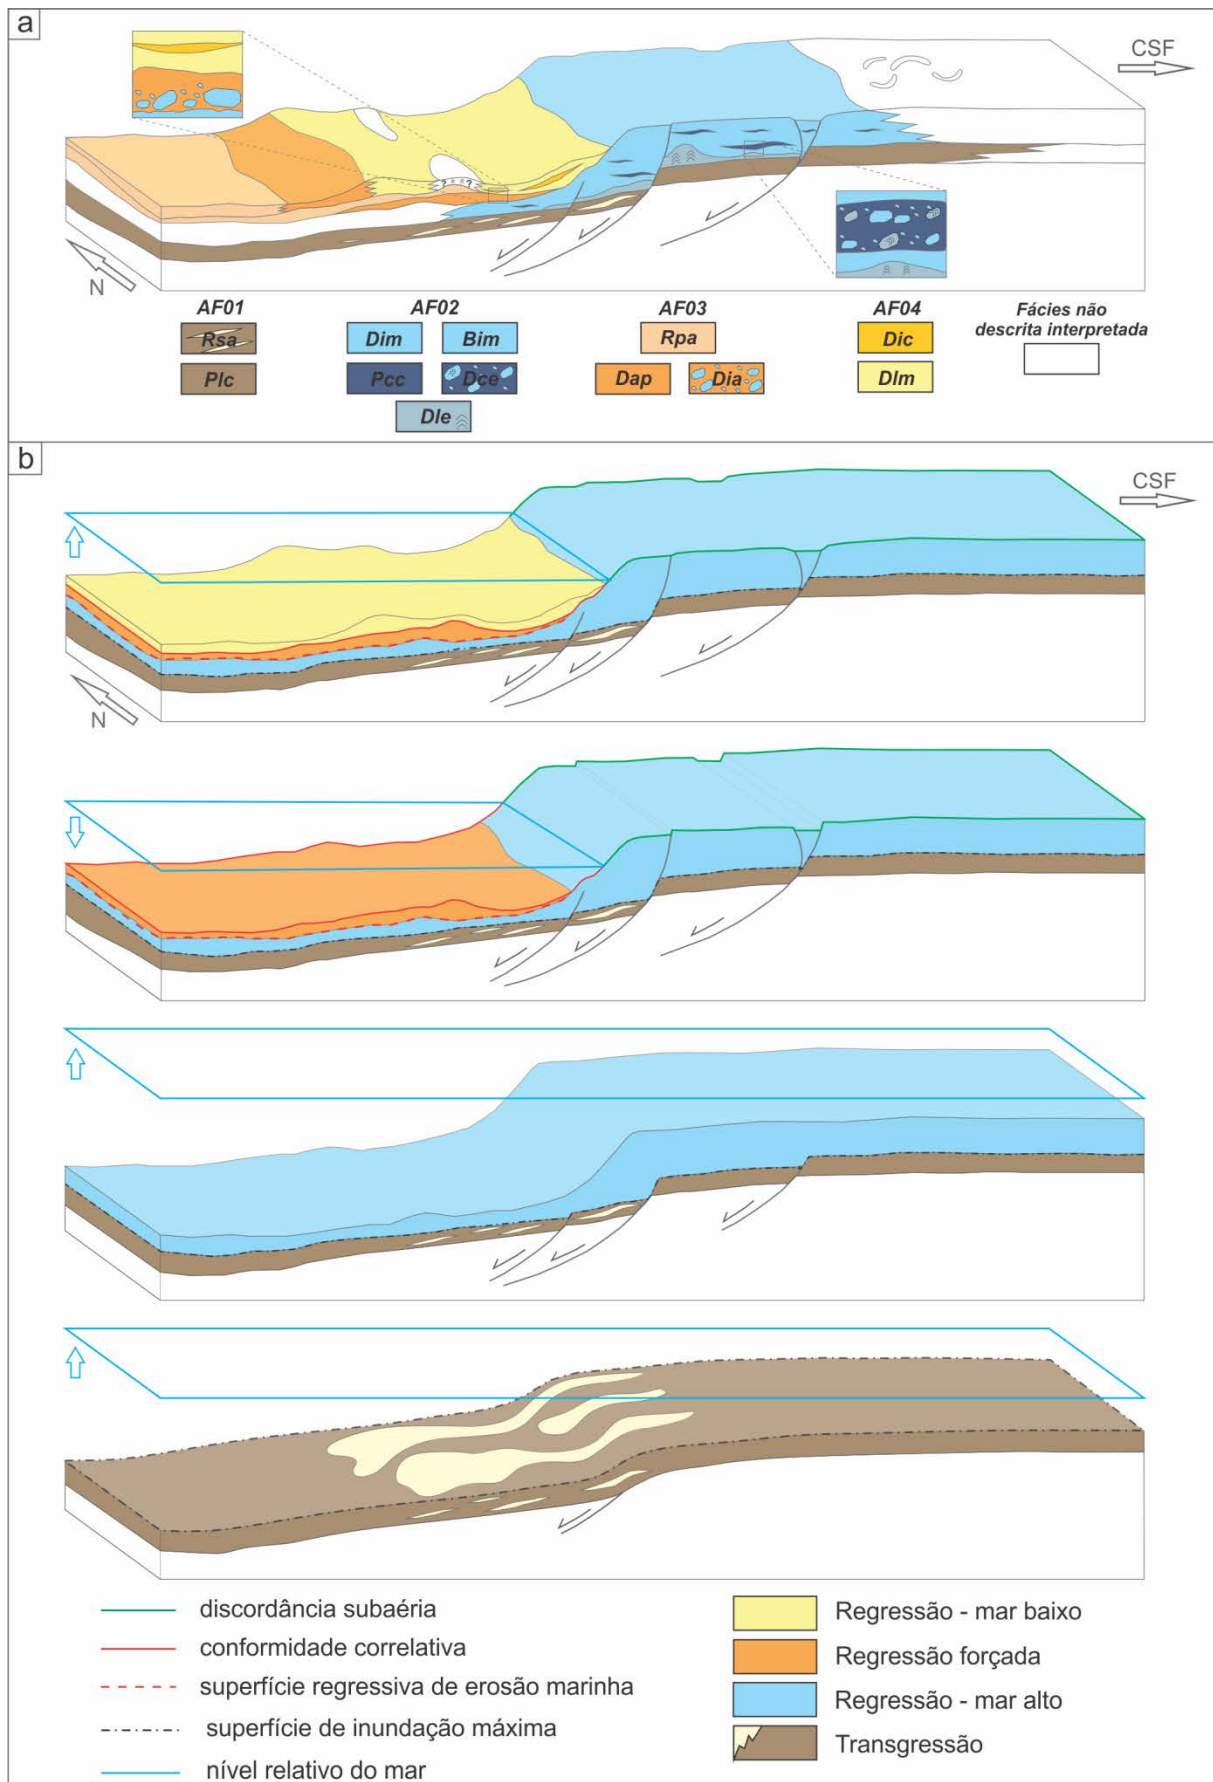 a
CSF
? ?
N
AF01
AF02
AF03
AF04
Fácies não
descrita interpretada
Rsa
Dim
Bim
Rpa
Dic
Plc
Pcc
Dce
Dap
Dia
Dlm
Dle
b
CSF
N
discordância subaéria
conformidade correlativa
superfície regressiva de erosão marinha
superfície de inundação máxima
nível relativo do mar
Regressão - mar baixo
Regressão forçada
Regressão - mar alto
Transgressão